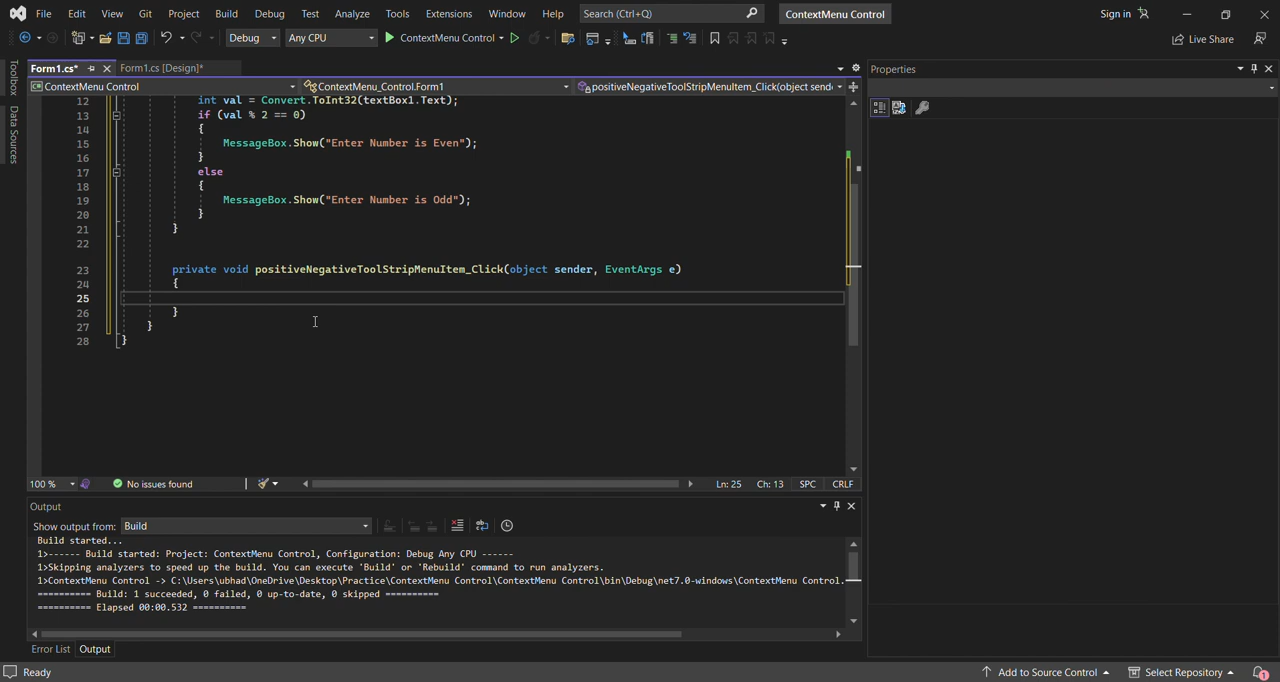 File Edit View Git Project Build Debug Test Analyze Tools Extensions Window Help Search (Ctrl+Q) ContextMenu Control Sign in
Debug Any CPU ContextMenu Control Live Share
Toolbox
Data Sources
Form1.cs* Form1.cs [Design]*
Properties
ContextMenu Control ContextMenu_Control.Form1 positiveNegativeToolStripMenuItem_Click(object send
12 int val = Convert.ToInt32(textBox1.Text);
13 if (val % 2 == 0)
14 {
15 MessageBox.Show("Enter Number is Even");
16 }
17 else
18 {
19 MessageBox.Show("Enter Number is Odd");
20 }
21 }
22
23 private void positiveNegativeToolStripMenuItem_Click(object sender, EventArgs e)
24 {
25
26 }
27 }
28 }
100 % No issues found Ln: 25 Ch: 13 SPC CRLF
Output
Show output from: Build
Build started...
1>------ Build started: Project: ContextMenu Control, Configuration: Debug Any CPU ------
1>Skipping analyzers to speed up the build. You can execute 'Build' or 'Rebuild' command to run analyzers.
1>ContextMenu Control -> C:\Users\ubhad\OneDrive\Desktop\Practice\ContextMenu Control\ContextMenu Control\bin\Debug\net7.0-windows\ContextMenu Control.
========== Build: 1 succeeded, 0 failed, 0 up-to-date, 0 skipped ==========
========== Elapsed 00:00.532 ==========
Error List Output
Ready Add to Source Control Select Repository 1